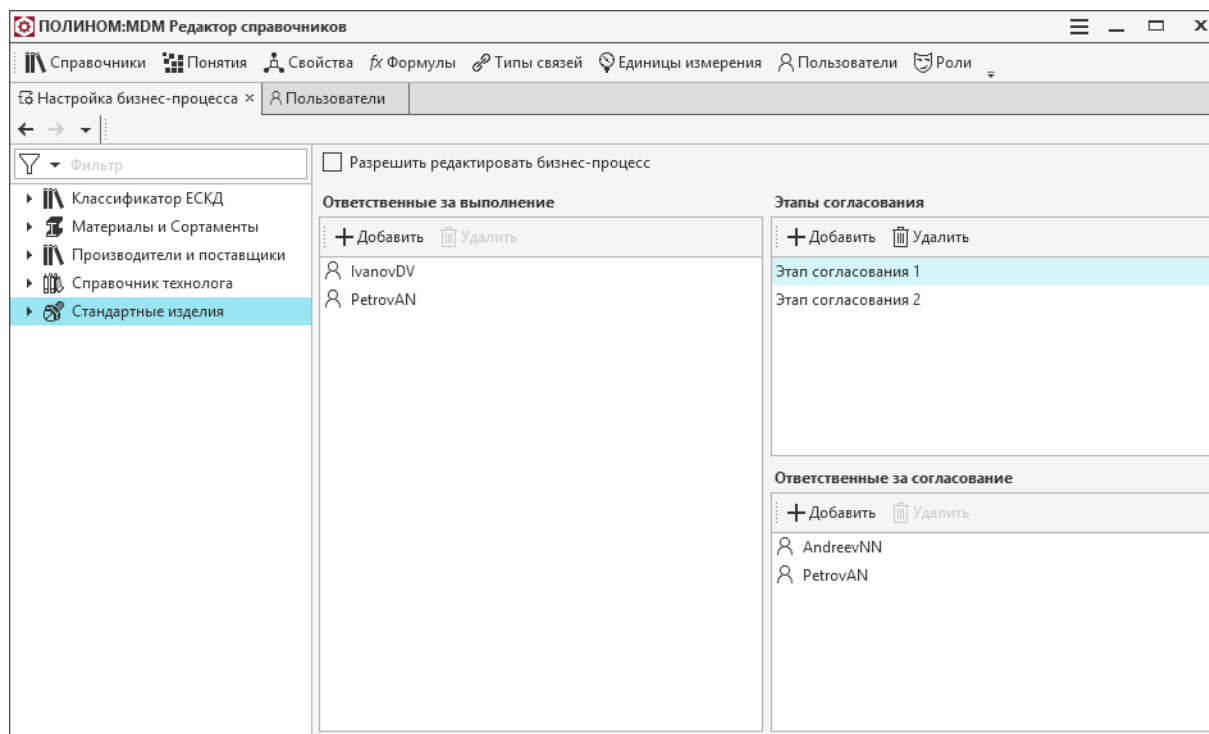 ПОЛИНОМ:MDM Редактор справочников
Справочники Понятия Свойства fx Формулы Типы связей Единицы измерения Пользователи Роли
Настройка бизнес-процесса × Пользователи
Фильтр
Классификатор ЕСКД
Материалы и Сортаменты
Производители и поставщики
Справочник технолога
Стандартные изделия
Разрешить редактировать бизнес-процесс
Ответственные за выполнение
Добавить Удалить
IvanovDV
PetrovAN
Этапы согласования
Добавить Удалить
Этап согласования 1
Этап согласования 2
Ответственные за согласование
Добавить Удалить
AndreevNN
PetrovAN